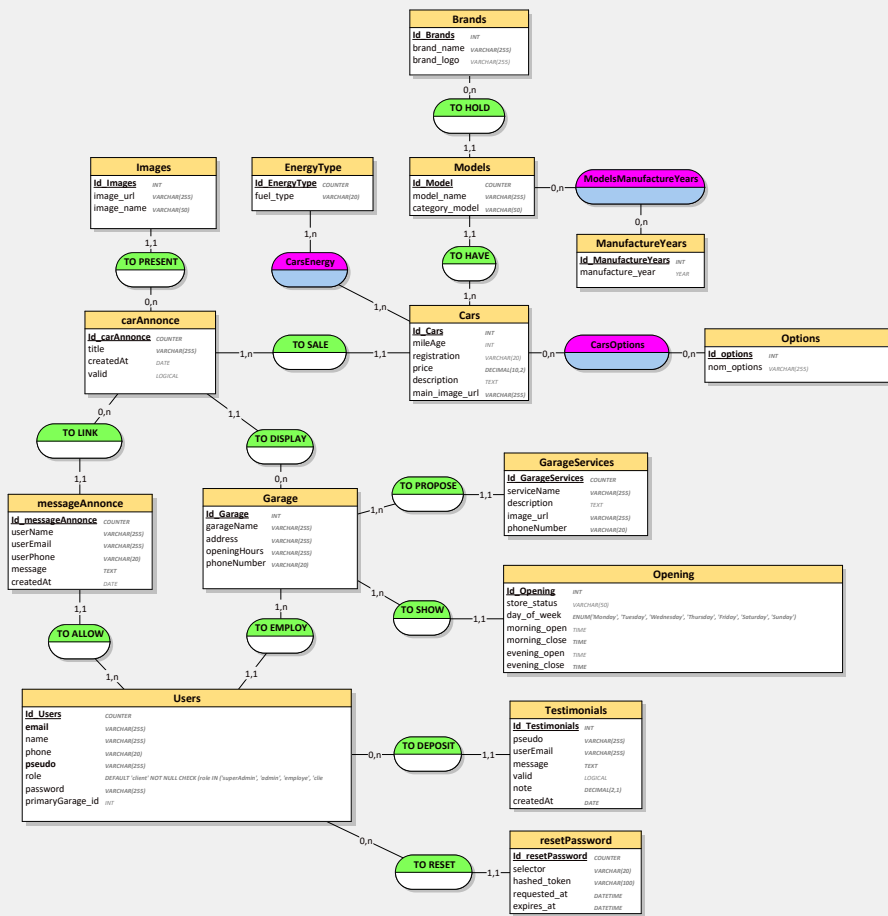 Brands
Id_Brands INT
brand_name VARCHAR(255)
brand_logo VARCHAR(255)
0,n
TO HOLD
1,1
Images
Id_Images INT
image_url VARCHAR(255)
image_name VARCHAR(50)
EnergyType
Id_EnergyType COUNTER
fuel_type VARCHAR(20)
Models
Id_Model COUNTER
model_name VARCHAR(255)
category_model VARCHAR(50)
0,n
ModelsManufactureYears
0,n
ManufactureYears
Id_ManufactureYears INT
manufacture_year YEAR
1,1
TO PRESENT
0,n
1,n
CarsEnergy
1,n
1,1
TO HAVE
1,n
carAnnonce
Id_carAnnonce COUNTER
title VARCHAR(255)
createdAt DATE
valid LOGICAL
1,n
TO SALE
1,1
Cars
Id_Cars INT
mileAge INT
registration VARCHAR(20)
price DECIMAL(10,2)
description TEXT
main_image_url VARCHAR(255)
0,n
CarsOptions
0,n
Options
Id_options INT
nom_options VARCHAR(255)
0,n
TO LINK
1,1
1,1
TO DISPLAY
0,n
messageAnnonce
Id_messageAnnonce COUNTER
userName VARCHAR(255)
userEmail VARCHAR(255)
userPhone VARCHAR(20)
message TEXT
createdAt DATE
Garage
Id_Garage INT
garageName VARCHAR(255)
address VARCHAR(255)
openingHours VARCHAR(255)
phoneNumber VARCHAR(20)
1,n
TO PROPOSE
1,1
GarageServices
Id_GarageServices COUNTER
serviceName VARCHAR(255)
description TEXT
image_url VARCHAR(255)
phoneNumber VARCHAR(20)
1,n
TO SHOW
1,1
Opening
Id_Opening INT
store_status VARCHAR(50)
day_of_week ENUM('Monday', 'Tuesday', 'Wednesday', 'Thursday', 'Friday', 'Saturday', 'Sunday')
morning_open TIME
morning_close TIME
evening_open TIME
evening_close TIME
1,1
TO ALLOW
1,n
1,n
TO EMPLOY
1,1
Users
Id_Users COUNTER
email VARCHAR(255)
name VARCHAR(255)
phone VARCHAR(20)
pseudo VARCHAR(255)
role DEFAULT 'client' NOT NULL CHECK (role IN ('superAdmin', 'admin', 'employe', 'clie
password VARCHAR(255)
primaryGarage_id INT
0,n
TO DEPOSIT
1,1
Testimonials
Id_Testimonials INT
pseudo VARCHAR(255)
userEmail VARCHAR(255)
message TEXT
valid LOGICAL
note DECIMAL(2,1)
createdAt DATE
0,n
TO RESET
1,1
resetPassword
Id_resetPassword COUNTER
selector VARCHAR(20)
hashed_token VARCHAR(100)
requested_at DATETIME
expires_at DATETIME